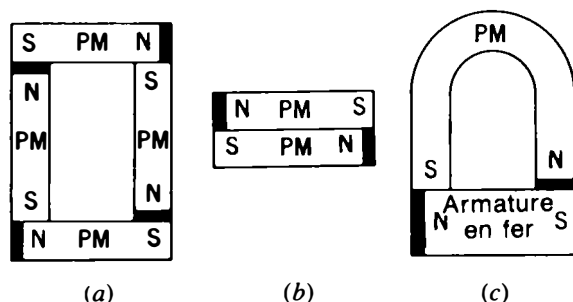 S PM N
N S
PM PM
S N
N PM S
(a)
N PM S
S PM N
(b)
PM
S N
Armature
N en fer S
(c)